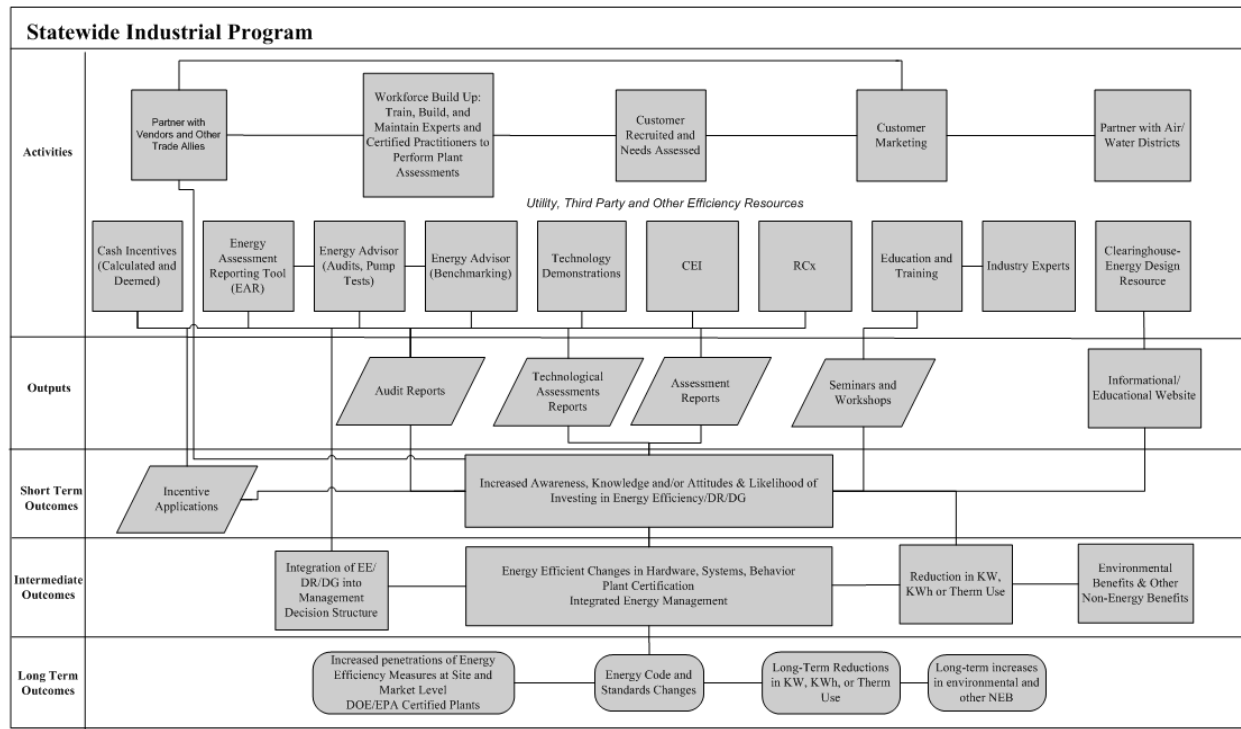 Statewide Industrial Program
Activities
Partner with
Vendors and Other
Trade Allies
Workforce Build Up:
Train, Build, and
Maintain Experts and
Certified Practitioners to
Perform Plant
Assessments
Customer
Recruited and
Needs Assessed
Customer
Marketing
Partner with Air/
Water Districts
Utility, Third Party and Other Efficiency Resources
Cash Incentives
(Calculated and
Deemed)
Energy
Assessment
Reporting Tool
(EAR)
Energy Advisor
(Audits, Pump
Tests)
Energy Advisor
(Benchmarking)
Technology
Demonstrations
CEI
RCx
Education and
Training
Industry Experts
Clearinghouse-
Energy Design
Resource
Outputs
Audit Reports
Technological
Assessments
Reports
Assessment
Reports
Seminars and
Workshops
Informational/
Educational Website
Short Term
Outcomes
Incentive
Applications
Increased Awareness, Knowledge and/or Attitudes & Likelihood of
Investing in Energy Efficiency/DR/DG
Intermediate
Outcomes
Integration of EE/
DR/DG into
Management
Decision Structure
Energy Efficient Changes in Hardware, Systems, Behavior
Plant Certification
Integrated Energy Management
Reduction in KW,
KWh or Therm Use
Environmental
Benefits & Other
Non-Energy Benefits
Long Term
Outcomes
Increased penetrations of Energy
Efficiency Measures at Site and
Market Level
DOE/EPA Certified Plants
Energy Code and
Standards Changes
Long-Term Reductions
in KW, KWh, or Therm
Use
Long-term increases
in environmental and
other NEB